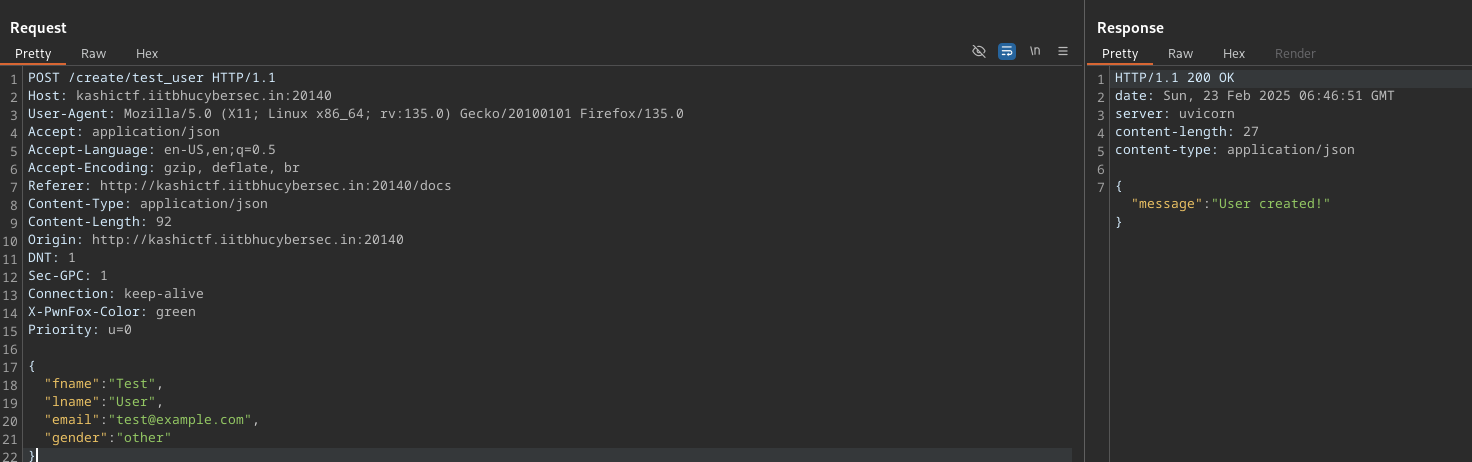 Request
Pretty Raw Hex \n
1 POST /create/test_user HTTP/1.1
2 Host: kashictf.iitbhucybersec.in:20140
3 User-Agent: Mozilla/5.0 (X11; Linux x86_64; rv:135.0) Gecko/20100101 Firefox/135.0
4 Accept: application/json
5 Accept-Language: en-US,en;q=0.5
6 Accept-Encoding: gzip, deflate, br
7 Referer: http://kashictf.iitbhucybersec.in:20140/docs
8 Content-Type: application/json
9 Content-Length: 92
10 Origin: http://kashictf.iitbhucybersec.in:20140
11 DNT: 1
12 Sec-GPC: 1
13 Connection: keep-alive
14 X-PwnFox-Color: green
15 Priority: u=0
16
17 {
18 "fname":"Test",
19 "lname":"User",
20 "email":"test@example.com",
21 "gender":"other"
22 }
Response
Pretty Raw Hex Render
1 HTTP/1.1 200 OK
2 date: Sun, 23 Feb 2025 06:46:51 GMT
3 server: uvicorn
4 content-length: 27
5 content-type: application/json
6
7 {
"message":"User created!"
}